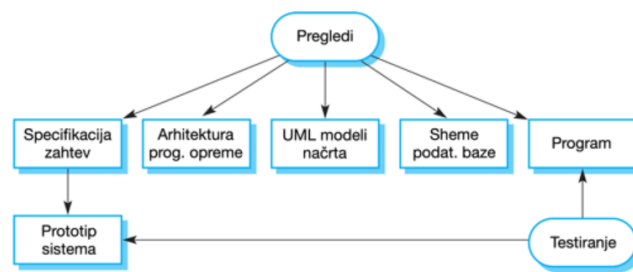 Pregledi
Specifikacija
zahtev
Arhitektura
prog. opreme
UML modeli
načrta
Sheme
podat. baze
Program
Prototip
sistema
Testiranje